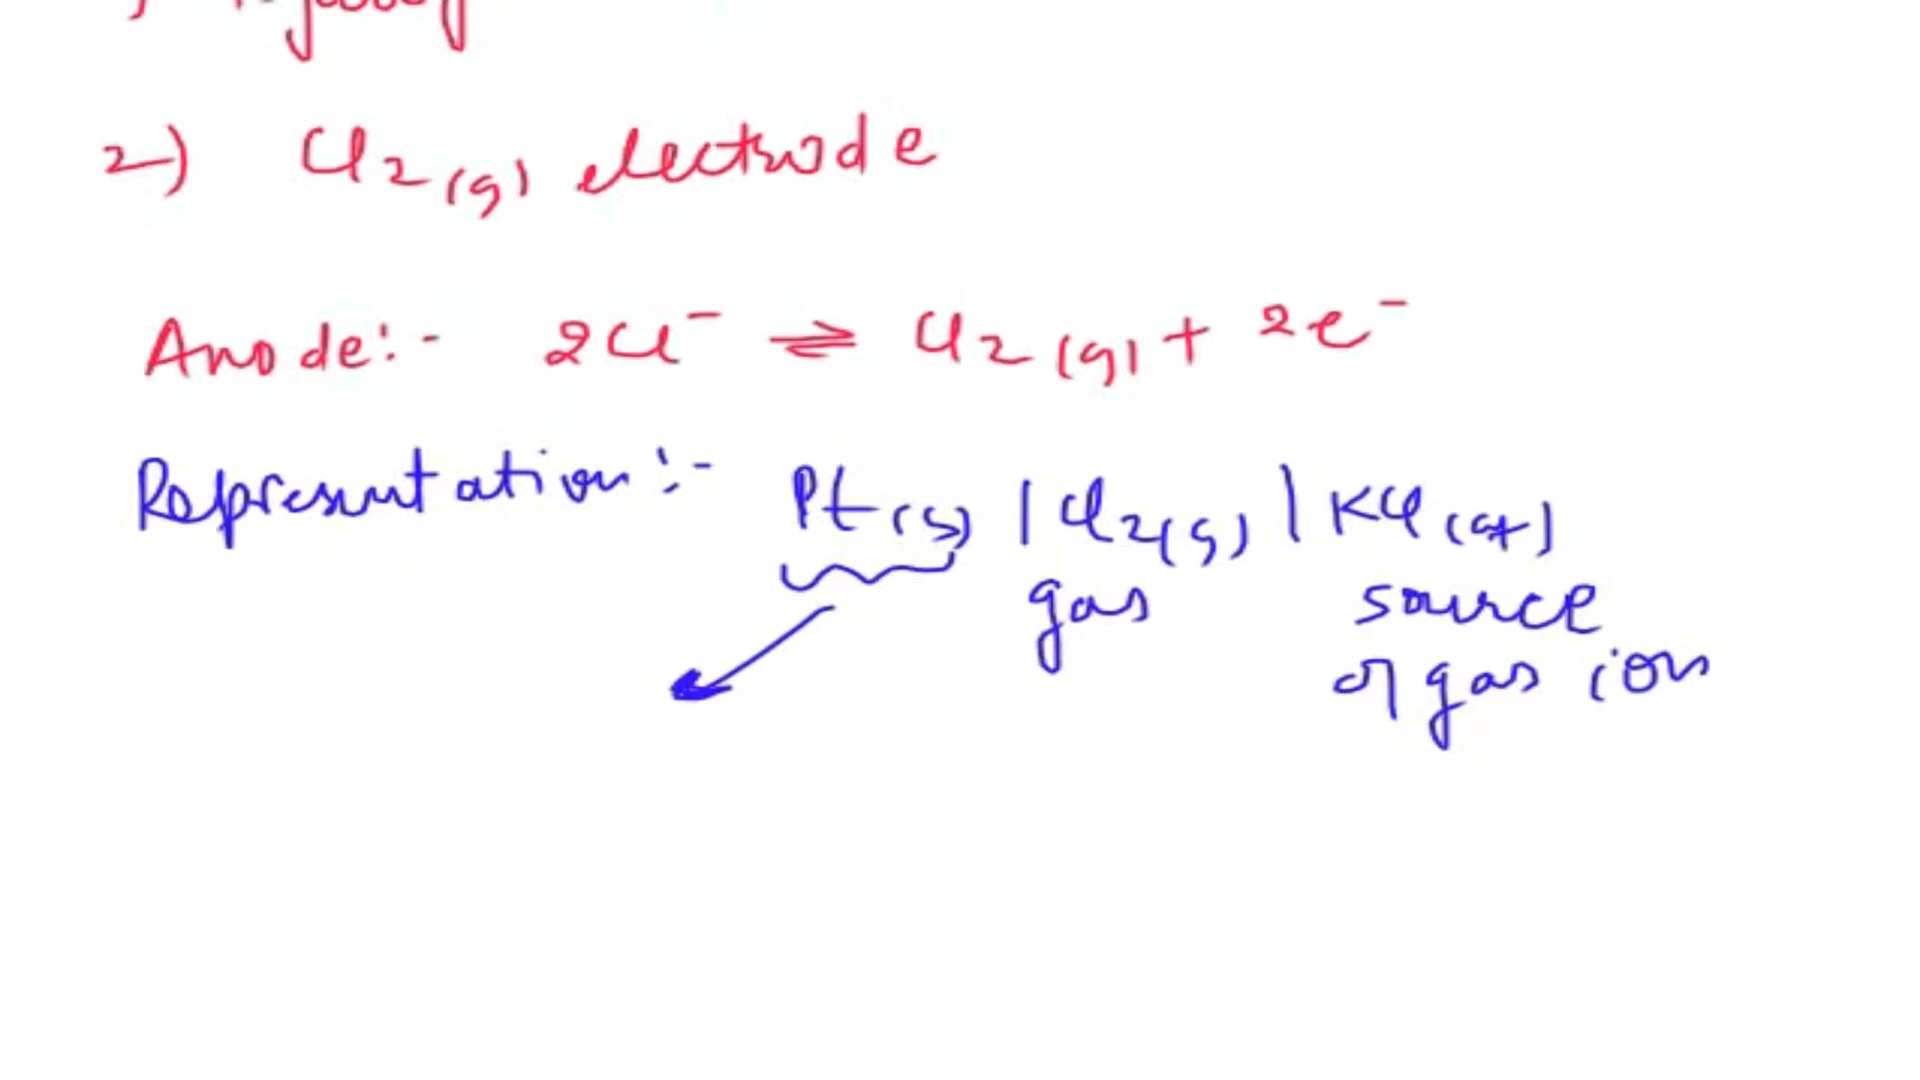 2) Cl₂(g) electrode
Anode:- 2Cl⁻ ⇌ Cl₂(g) + 2e⁻
Representation:- Pt(s) | Cl₂(g) | KCl(aq)
gas source
of gas ion